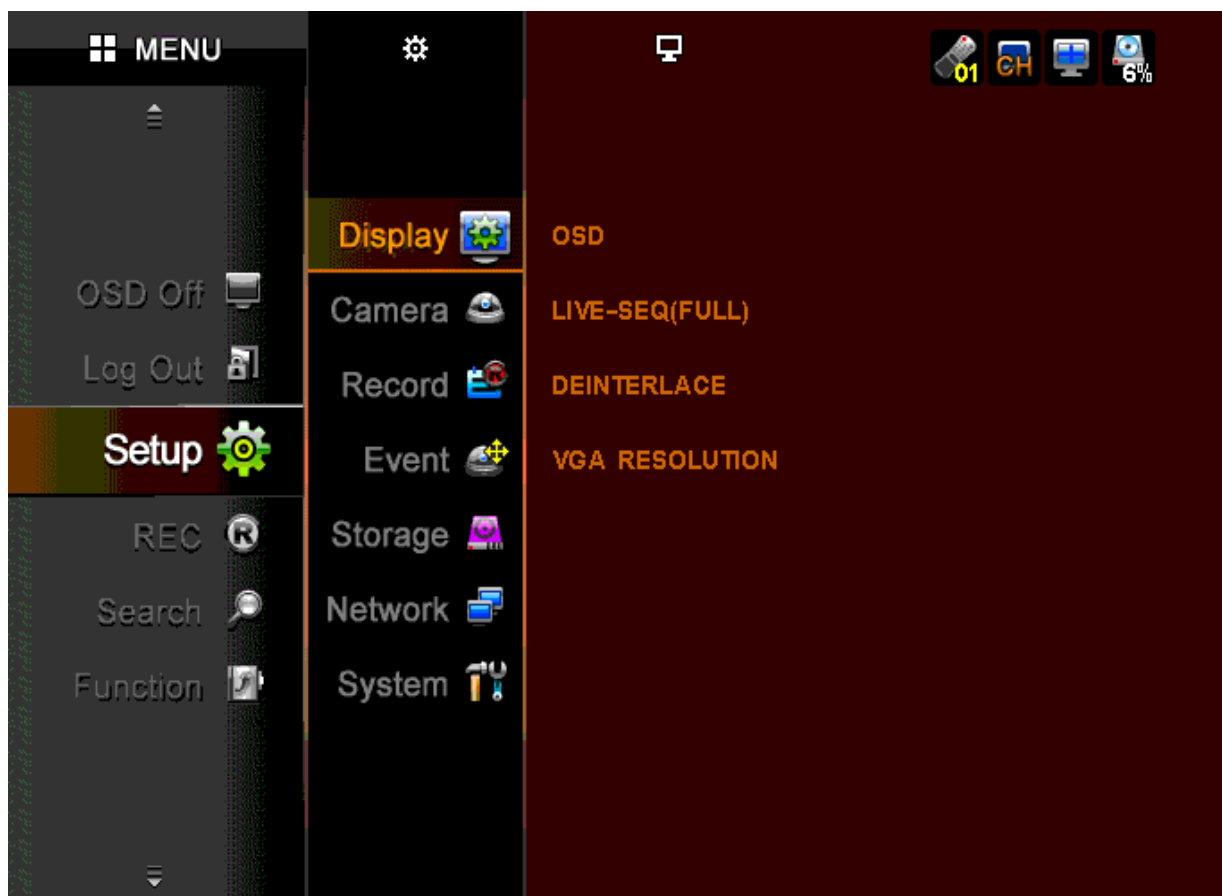 MENU
01
CH
6%
OSD Off
Log Out
Setup
REC
R
Search
Function
Display
Camera
Record
R
Event
Storage
Network
System
OSD
LIVE-SEQ(FULL)
DEINTERLACE
VGA RESOLUTION